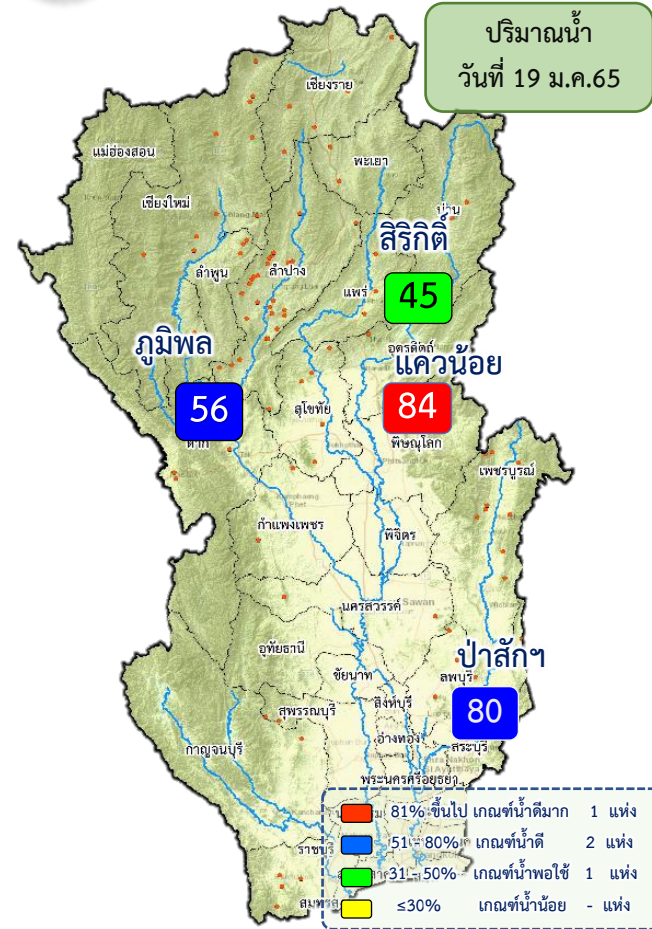 ปริมาณน้ำ
วันที่ 19 ม.ค.65
เชียงราย
แม่ฮ่องสอน
พะเยา
เชียงใหม่
น่าน
สิริกิติ์
ลำพูน
ลำปาง
45
แพร่
ภูมิพล
อุตรดิตถ์
แควน้อย
56
84
สุโขทัย
ตาก
พิษณุโลก
เพชรบูรณ์
กำแพงเพชร
พิจิตร
นครสวรรค์
อุทัยธานี
ป่าสักฯ
ชัยนาท
ลพบุรี
สุพรรณบุรี
สิงห์บุรี
80
อ่างทอง
กาญจนบุรี
สระบุรี
พระนครศรีอยุธยา
81% ขึ้นไป เกณฑ์น้ำดีมาก 1 แห่ง
ราชบุรี
51 - 80% เกณฑ์น้ำดี 2 แห่ง
31 - 50% เกณฑ์น้ำพอใช้ 1 แห่ง
≤30% เกณฑ์น้ำน้อย - แห่ง